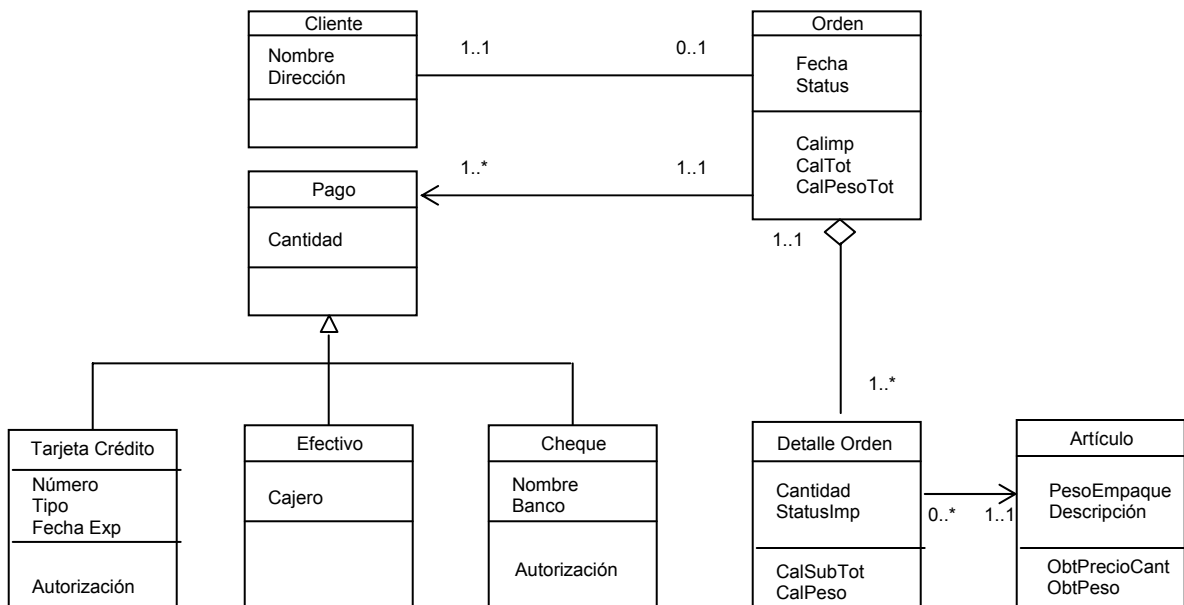 Cliente
Nombre
Dirección
1..1
0..1
Orden
Fecha
Status
Calimp
CalTot
CalPesoTot
1..*
1..1
Pago
Cantidad
1..1
1..*
Tarjeta Crédito
Número
Tipo
Fecha Exp
Autorización
Efectivo
Cajero
Cheque
Nombre
Banco
Autorización
Detalle Orden
Cantidad
StatusImp
CalSubTot
CalPeso
0..*
1..1
Artículo
PesoEmpaque
Descripción
ObtPrecioCant
ObtPeso